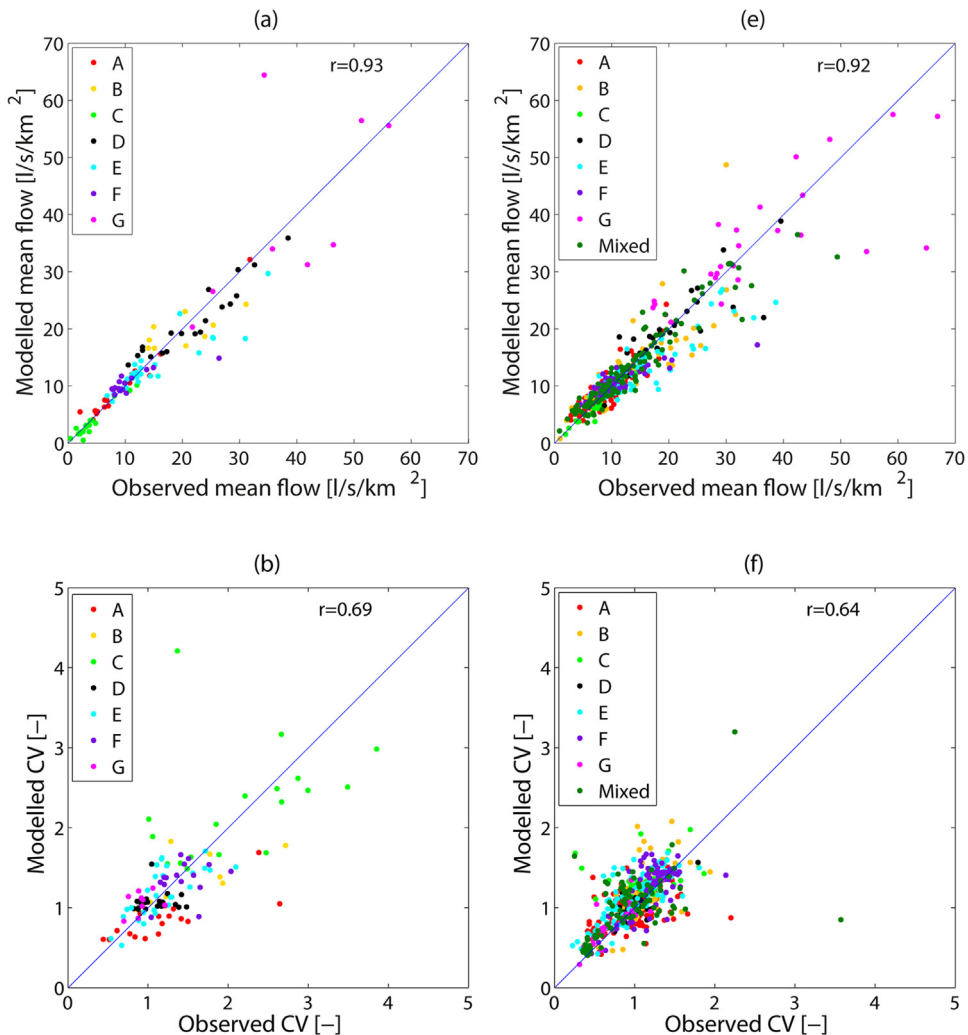 (a)
70
60
50
40
30
20
10
0
0 10 20 30 40 50 60 70
Modelled mean flow [l/s/km 2]
Observed mean flow [l/s/km 2]
A
B
C
D
E
F
G
r=0.93
(e)
70
60
50
40
30
20
10
0
0 10 20 30 40 50 60 70
Modelled mean flow [l/s/km 2]
Observed mean flow [l/s/km 2]
A
B
C
D
E
F
G
Mixed
r=0.92
(b)
5
4
3
2
1
0
0 1 2 3 4 5
Modelled CV [–]
Observed CV [–]
A
B
C
D
E
F
G
r=0.69
(f)
5
4
3
2
1
0
0 1 2 3 4 5
Modelled CV [–]
Observed CV [–]
A
B
C
D
E
F
G
Mixed
r=0.64